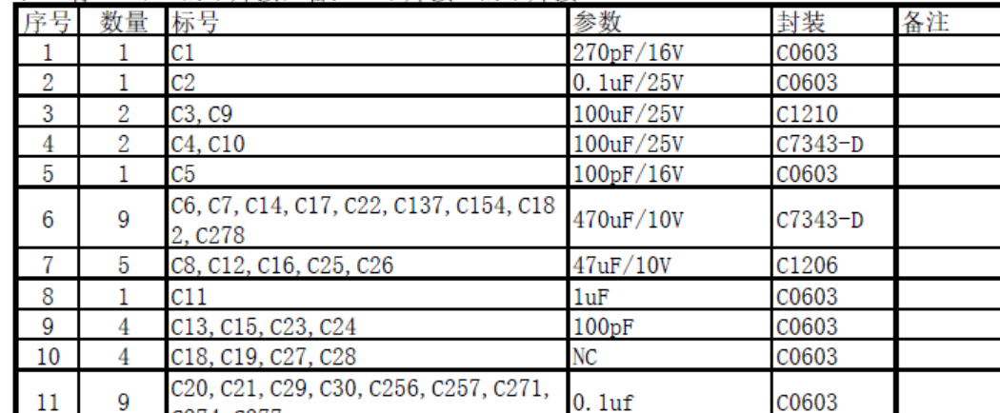 序号 数量 标号 参数 封装 备注
1 1 C1 270pF/16V C0603
2 1 C2 0.1uF/25V C0603
3 2 C3,C9 100uF/25V C1210
4 2 C4,C10 100uF/25V C7343-D
5 1 C5 100pF/16V C0603
6 9 C6,C7,C14,C17,C22,C137,C154,C18 470uF/10V C7343-D
2,C278
7 5 C8,C12,C16,C25,C26 47uF/10V C1206
8 1 C11 1uF C0603
9 4 C13,C15,C23,C24 100pF C0603
10 4 C18,C19,C27,C28 NC C0603
11 9 C20,C21,C29,C30,C256,C257,C271, 0.1uf C0603